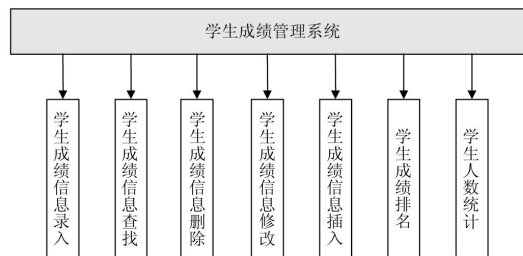 学生成绩管理系统
学生成绩信息录入
学生成绩信息查找
学生成绩信息删除
学生成绩信息修改
学生成绩信息插入
学生成绩排名
学生人数统计